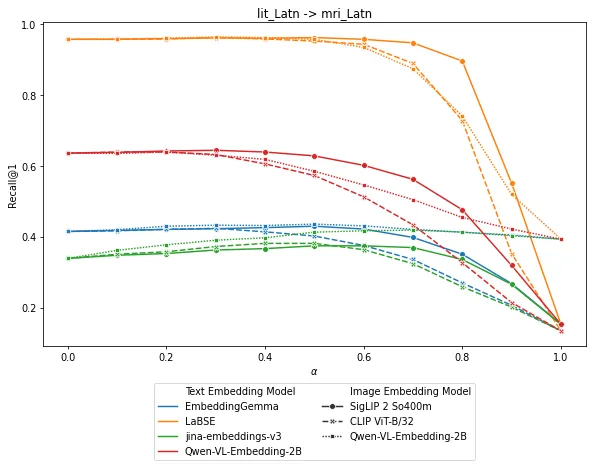 lit_Latn -> mri_Latn
Recall@1
1.0
0.8
0.6
0.4
0.2
0.0
0.2
0.4
0.6
0.8
1.0
α
Text Embedding Model
EmbeddingGemma
LaBSE
jina-embeddings-v3
Qwen-VL-Embedding-2B
Image Embedding Model
SigLIP 2 So400m
CLIP ViT-B/32
Qwen-VL-Embedding-2B